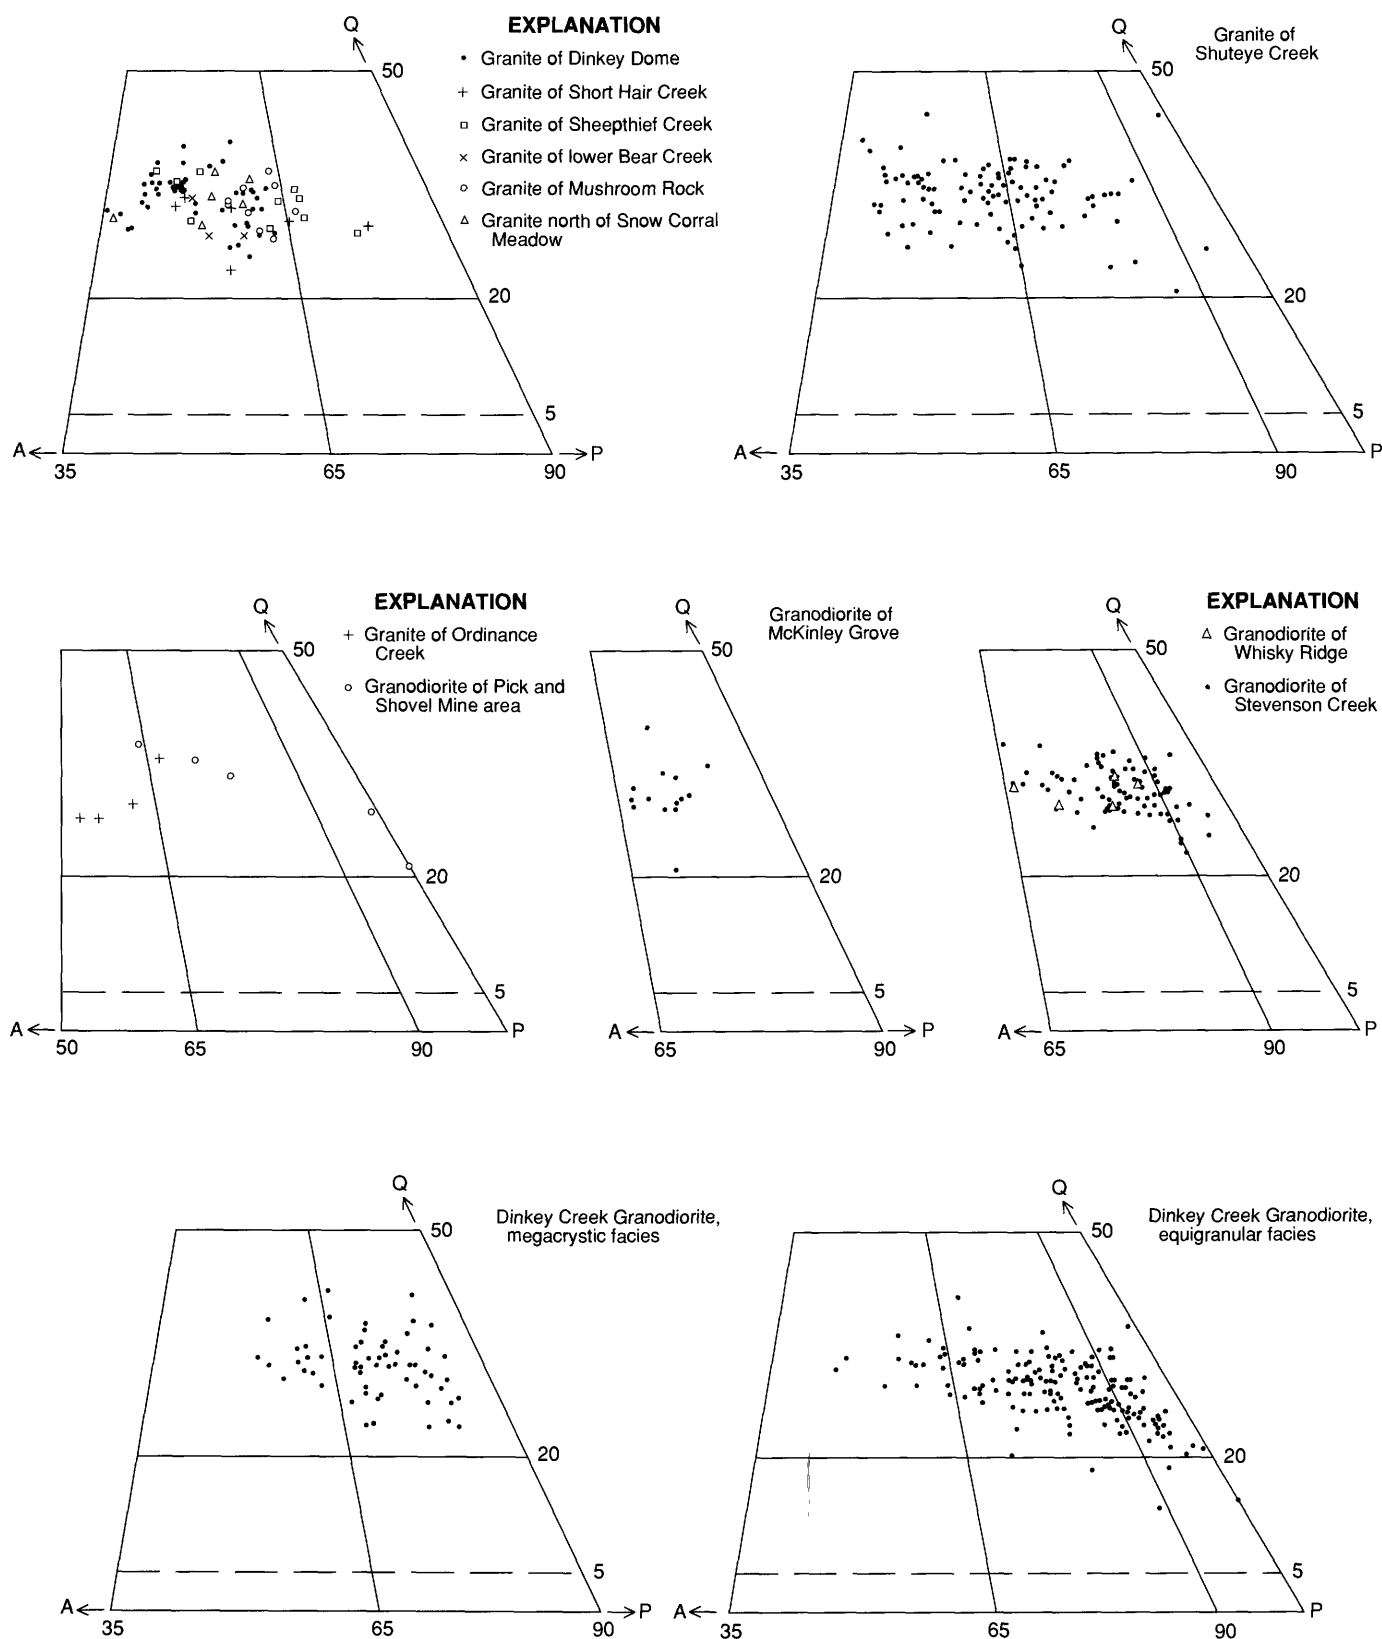 Q
EXPLANATION
50
Granite of Dinkey Dome
Granite of Short Hair Creek
Granite of Sheepthief Creek
Granite of lower Bear Creek
Granite of Mushroom Rock
Granite north of Snow Corral
Meadow
20
5
A
P
35
65
90
Q
Granite of
Shuteye Creek
50
20
5
A
P
35
65
90
Q
EXPLANATION
50
Granite of Ordinance
Creek
Granodiorite of Pick and
Shovel Mine area
20
5
A
P
50
65
90
Q
Granodiorite of
McKinley Grove
50
20
5
A
P
65
90
Q
EXPLANATION
50
Granodiorite of
Whisky Ridge
Granodiorite of
Stevenson Creek
20
5
A
P
65
90
Q
Dinkey Creek Granodiorite,
megacrystic facies
50
20
5
A
P
35
65
90
Q
Dinkey Creek Granodiorite,
equigranular facies
50
20
5
A
P
35
65
90